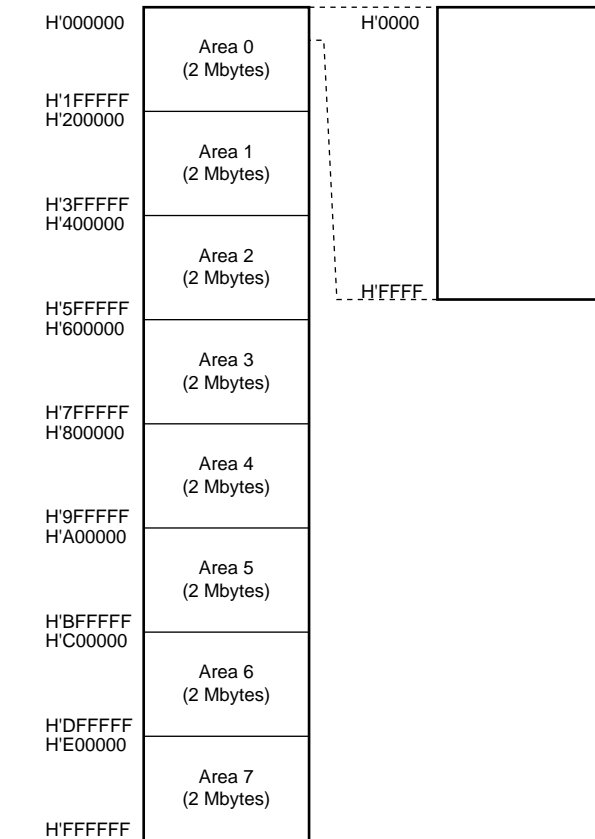 H'000000
H'0000
Area 0
(2 Mbytes)
H'1FFFFF
H'200000
Area 1
(2 Mbytes)
H'3FFFFF
H'400000
Area 2
(2 Mbytes)
H'FFFF
H'5FFFFF
H'600000
Area 3
(2 Mbytes)
H'7FFFFF
H'800000
Area 4
(2 Mbytes)
H'9FFFFF
H'A00000
Area 5
(2 Mbytes)
H'BFFFFF
H'C00000
Area 6
(2 Mbytes)
H'DFFFFF
H'E00000
Area 7
(2 Mbytes)
H'FFFFFF